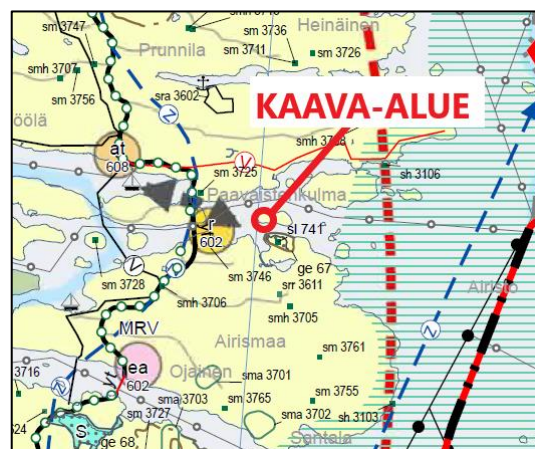 sm 3747
Heinäinen
sm 3736
Prunnila
sm 3711
sm 3726
smh 3707
sm 3756
sra 3602
KAAVA-ALUE
öölä
Z
at
608
V
sm 3725
sh 3106
Paavaistenkulma
sl 741
r
602
ge 67
sm 3746
V
sm 3728
srr 3611
Airisto
smh 3706
smh 3705
Z
MRV
Airismaa
sm 3761
3716
ea
Ojainen
sma 3701
602
yt
sma 3703
sm 3765
sm 3755
sm 3727
sma 3702
sh 3103
624
S
ge 68
Santala